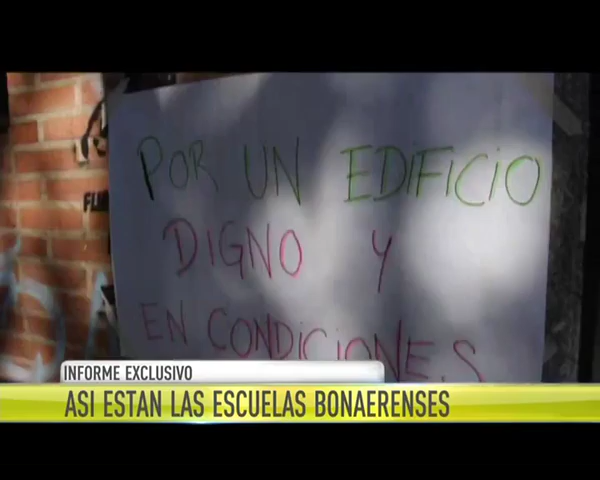 POR UN EDIFICIO
DIGNO Y
EN CONDICIONES
INFORME EXCLUSIVO
ASI ESTAN LAS ESCUELAS BONAERENSES